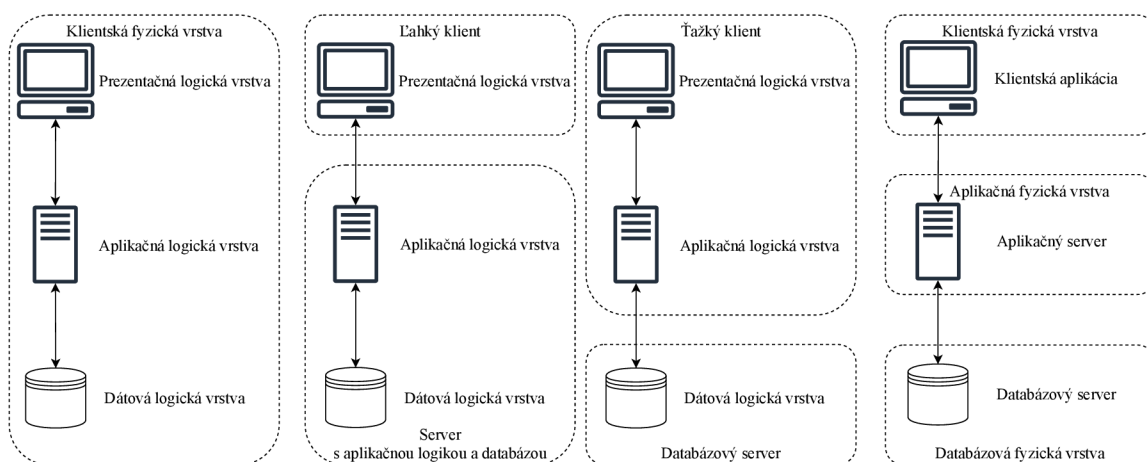 Klientská fyzická vrstva
Prezentačná logická vrstva
Aplikačná logická vrstva
Dátová logická vrstva
Ľahký klient
Prezentačná logická vrstva
Aplikačná logická vrstva
Dátová logická vrstva
Server
s aplikačnou logikou a databázou
Ťažký klient
Prezentačná logická vrstva
Aplikačná logická vrstva
Dátová logická vrstva
Databázový server
Klientská fyzická vrstva
Klientská aplikácia
Aplikačná fyzická vrstva
Aplikačný server
Databázový server
Databázová fyzická vrstva